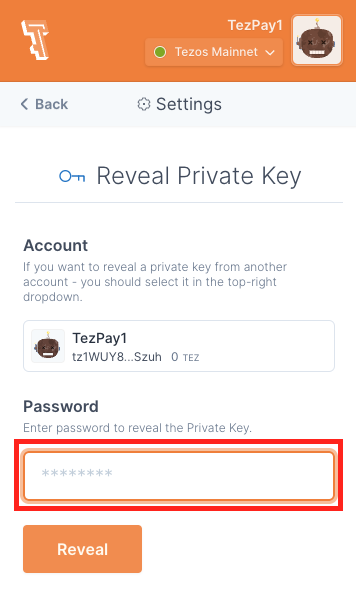 TezPay1
Tezos Mainnet
Back
Settings
Reveal Private Key
Account
If you want to reveal a private key from another
account - you should select it in the top-right
dropdown.
TezPay1
tz1WUY8...Szuh 0 TEZ
Password
Enter password to reveal the Private Key.
********
Reveal